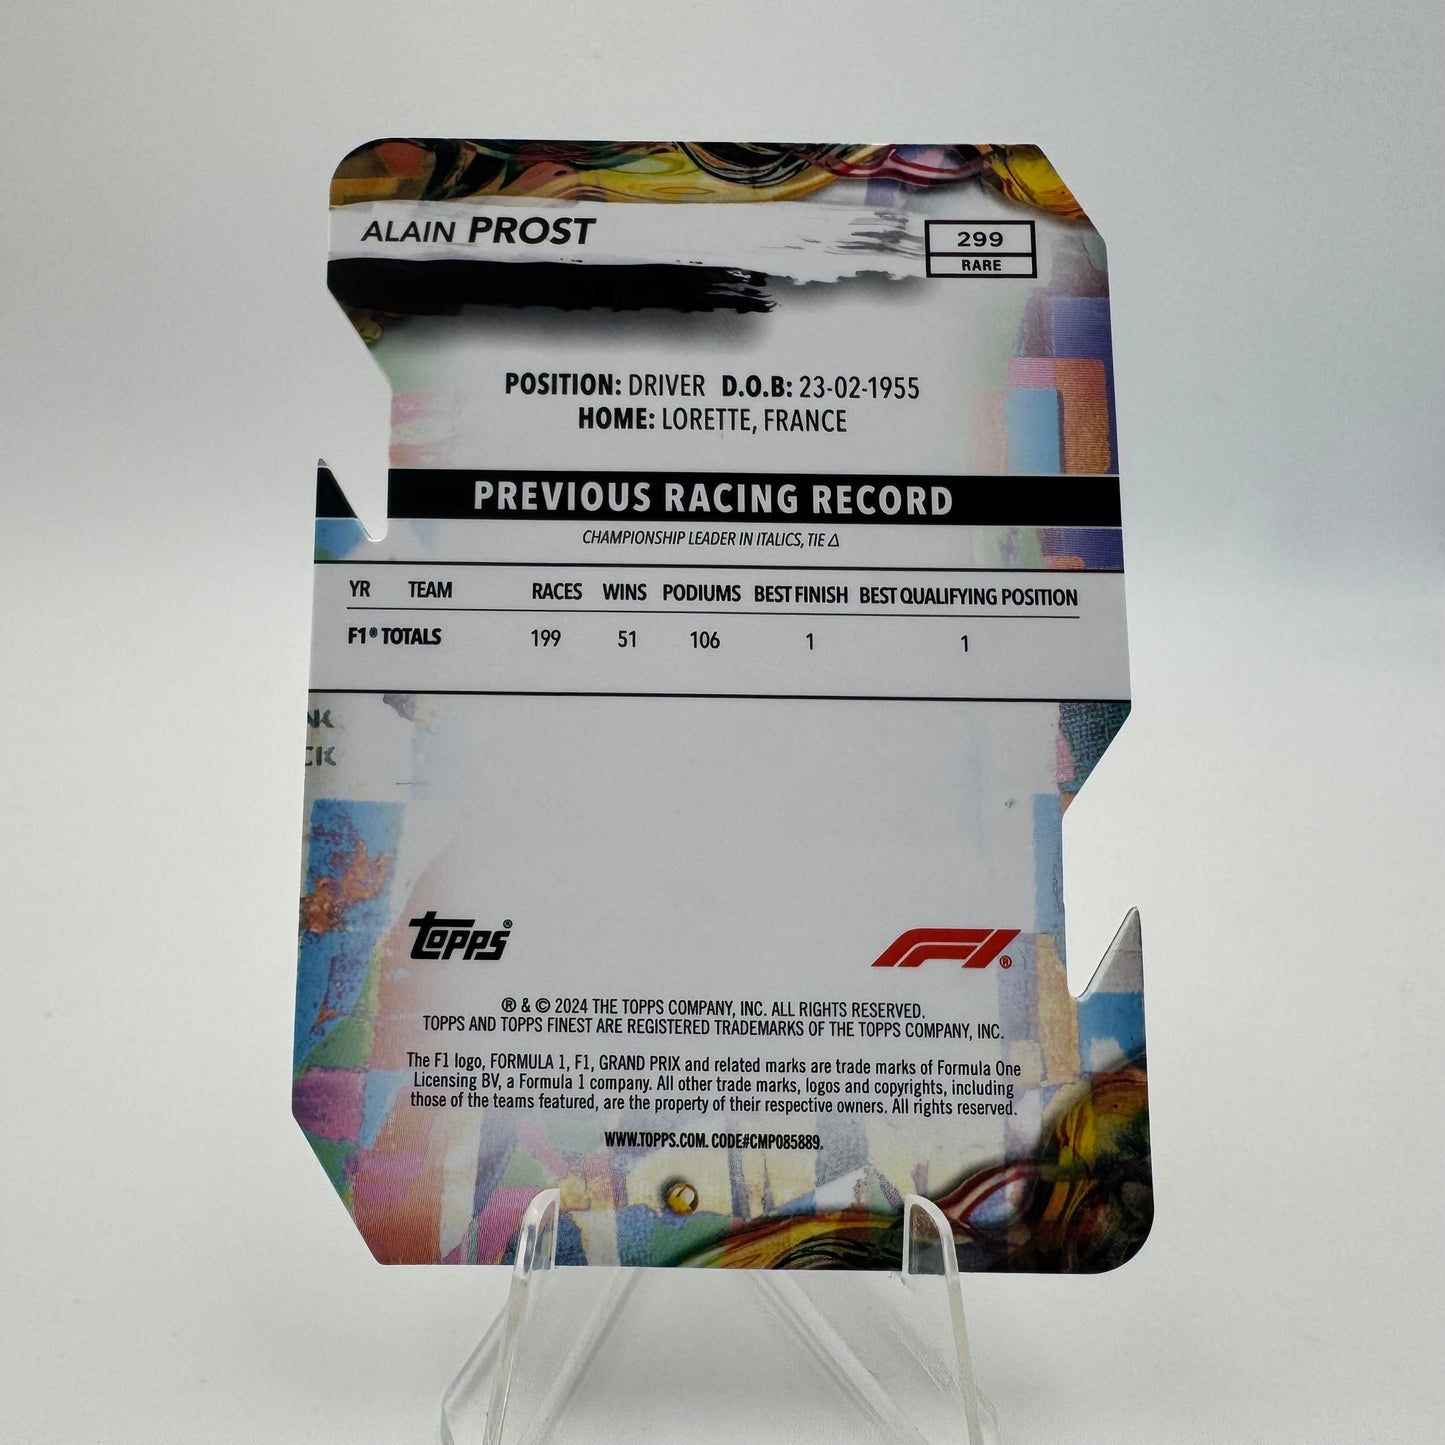 ALAIN PROST
299
RARE
POSITION: DRIVER D.O.B: 23-02-1955
HOME: LORETTE, FRANCE
PREVIOUS RACING RECORD
CHAMPIONSHIP LEADER IN ITALICS, TIE Δ
YR TEAM RACES WINS PODIUMS BEST FINISH BEST QUALIFYING POSITION
F1® TOTALS 199 51 106 1 1
topps®
F1®
® & © 2024 THE TOPPS COMPANY, INC. ALL RIGHTS RESERVED.
TOPPS AND TOPPS FINEST ARE REGISTERED TRADEMARKS OF THE TOPPS COMPANY, INC.
The F1 logo, FORMULA 1, F1, GRAND PRIX and related marks are trade marks of Formula One
Licensing BV, a Formula 1 company. All other trade marks, logos and copyrights, including
those of the teams featured, are the property of their respective owners. All rights reserved.
WWW.TOPPS.COM. CODE#CMP085889.